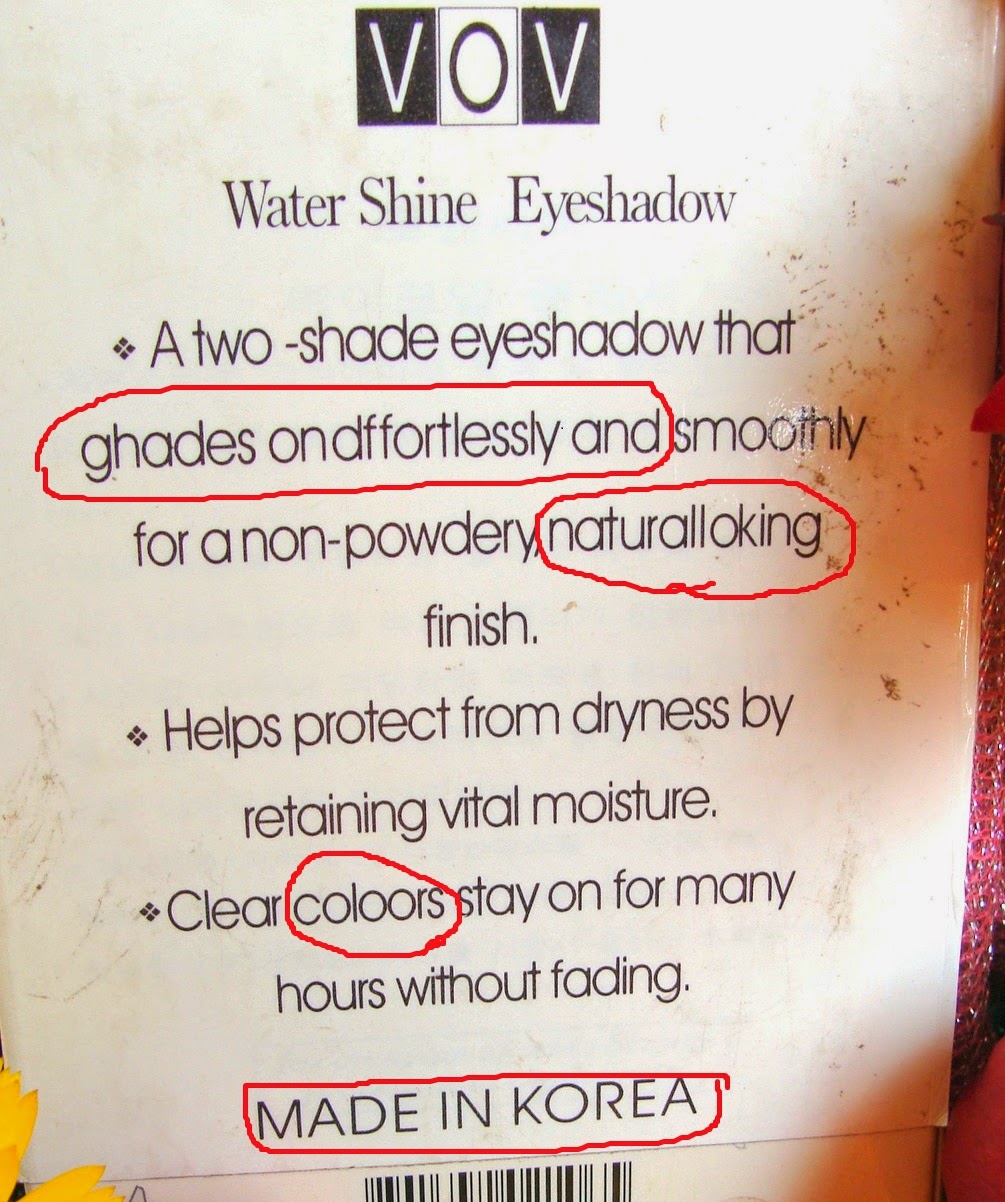 VOV
Water Shine Eyeshadow
❖ A two -shade eyeshadow that
ghades ondffortlessly and smoothly
for a non-powdery, naturalloking
finish.
❖ Helps protect from dryness by
retaining vital moisture.
❖ Clear coloors stay on for many
hours without fading.
MADE IN KOREA